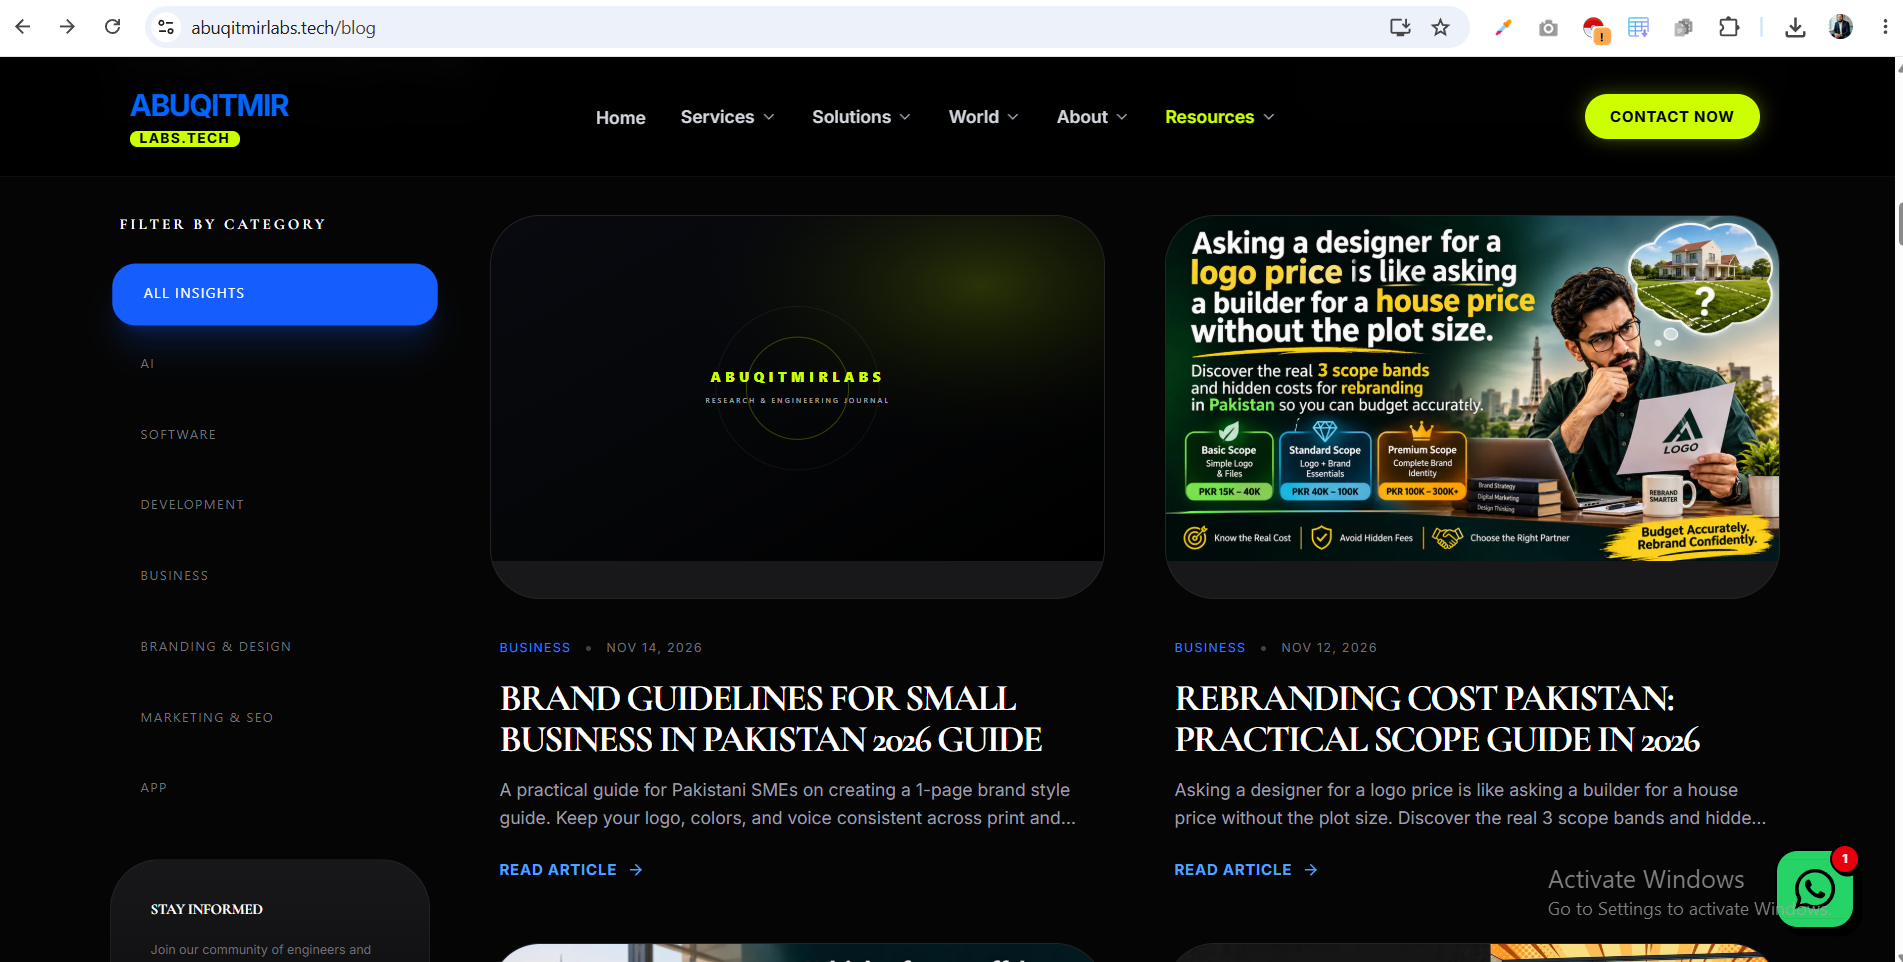 abuqitmirlabs.tech/blog
ABUQITMIR
LABS.TECH
Home
Services
Solutions
World
About
Resources
CONTACT NOW
FILTER BY CATEGORY
ALL INSIGHTS
AI
SOFTWARE
DEVELOPMENT
BUSINESS
BRANDING & DESIGN
MARKETING & SEO
APP
STAY INFORMED
Join our community of engineers and
ABUQITMIRLABS
RESEARCH & ENGINEERING JOURNAL
BUSINESS • NOV 14, 2026
BRAND GUIDELINES FOR SMALL
BUSINESS IN PAKISTAN 2026 GUIDE
A practical guide for Pakistani SMEs on creating a 1-page brand style
guide. Keep your logo, colors, and voice consistent across print and...
READ ARTICLE →
Asking a designer for a
logo price is like asking
a builder for a house price
without the plot size.
?
Discover the real 3 scope bands
and hidden costs for rebranding
in Pakistan so you can budget accurately.
Basic Scope
Simple Logo
& Files
PKR 15K – 40K
Standard Scope
Logo + Brand
Essentials
PKR 40K – 100K
Premium Scope
Complete Brand
Identity
PKR 100K – 300K+
LOGO
Brand Strategy
Digital Marketing
Design Thinking
REBRAND
SMARTER
Know the Real Cost
Avoid Hidden Fees
Choose the Right Partner
Budget Accurately.
Rebrand Confidently.
BUSINESS • NOV 12, 2026
REBRANDING COST PAKISTAN:
PRACTICAL SCOPE GUIDE IN 2026
Asking a designer for a logo price is like asking a builder for a house
price without the plot size. Discover the real 3 scope bands and hidde...
READ ARTICLE →
1
Activate Windows
Go to Settings to activate Windows.